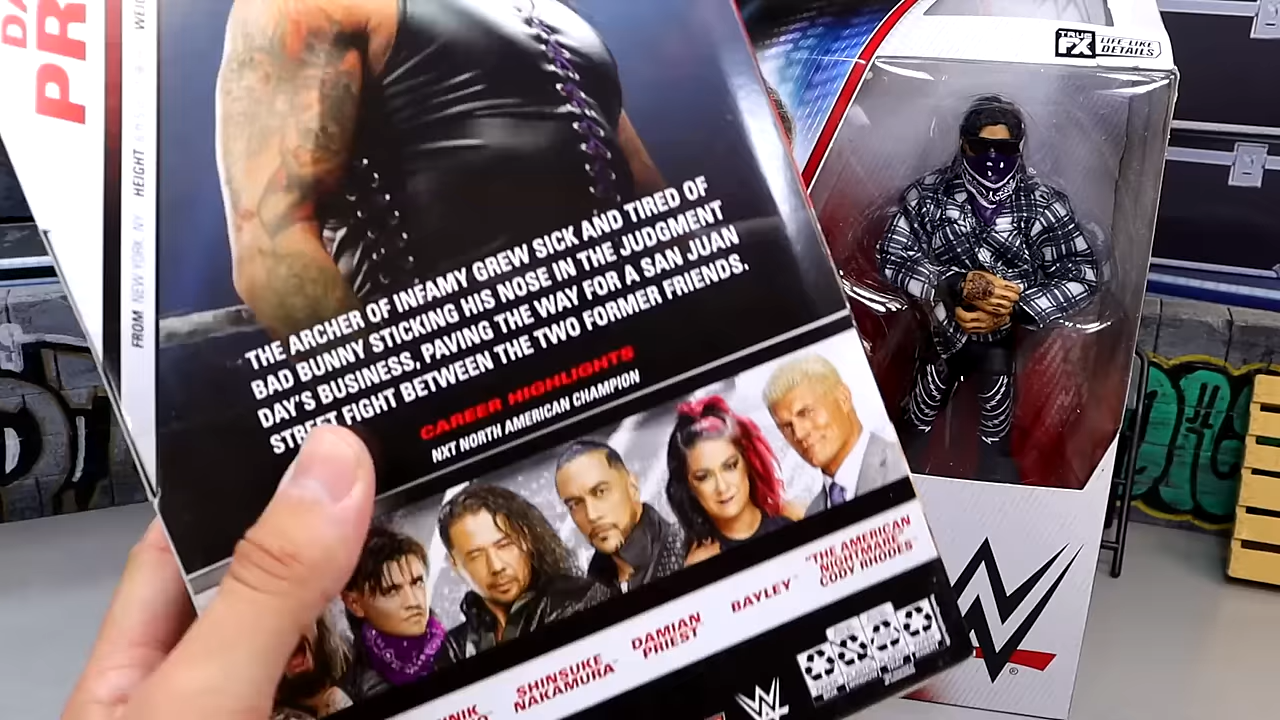 PR
FROM NEW YORK, NY HEIGHT
THE ARCHER OF INFAMY GREW SICK AND TIRED OF
BAD BUNNY STICKING HIS NOSE IN THE JUDGMENT
DAY'S BUSINESS, PAVING THE WAY FOR A SAN JUAN
STREET FIGHT BETWEEN THE TWO FORMER FRIENDS.
CAREER HIGHLIGHTS
NXT NORTH AMERICAN CHAMPION
SHINSUKE
NAKAMURA
DAMIAN
PRIEST
BAYLEY
"THE AMERICAN
NIGHTMARE"
CODY RHODES
TRUE
FX
LIFE-LIKE
DETAILS
W